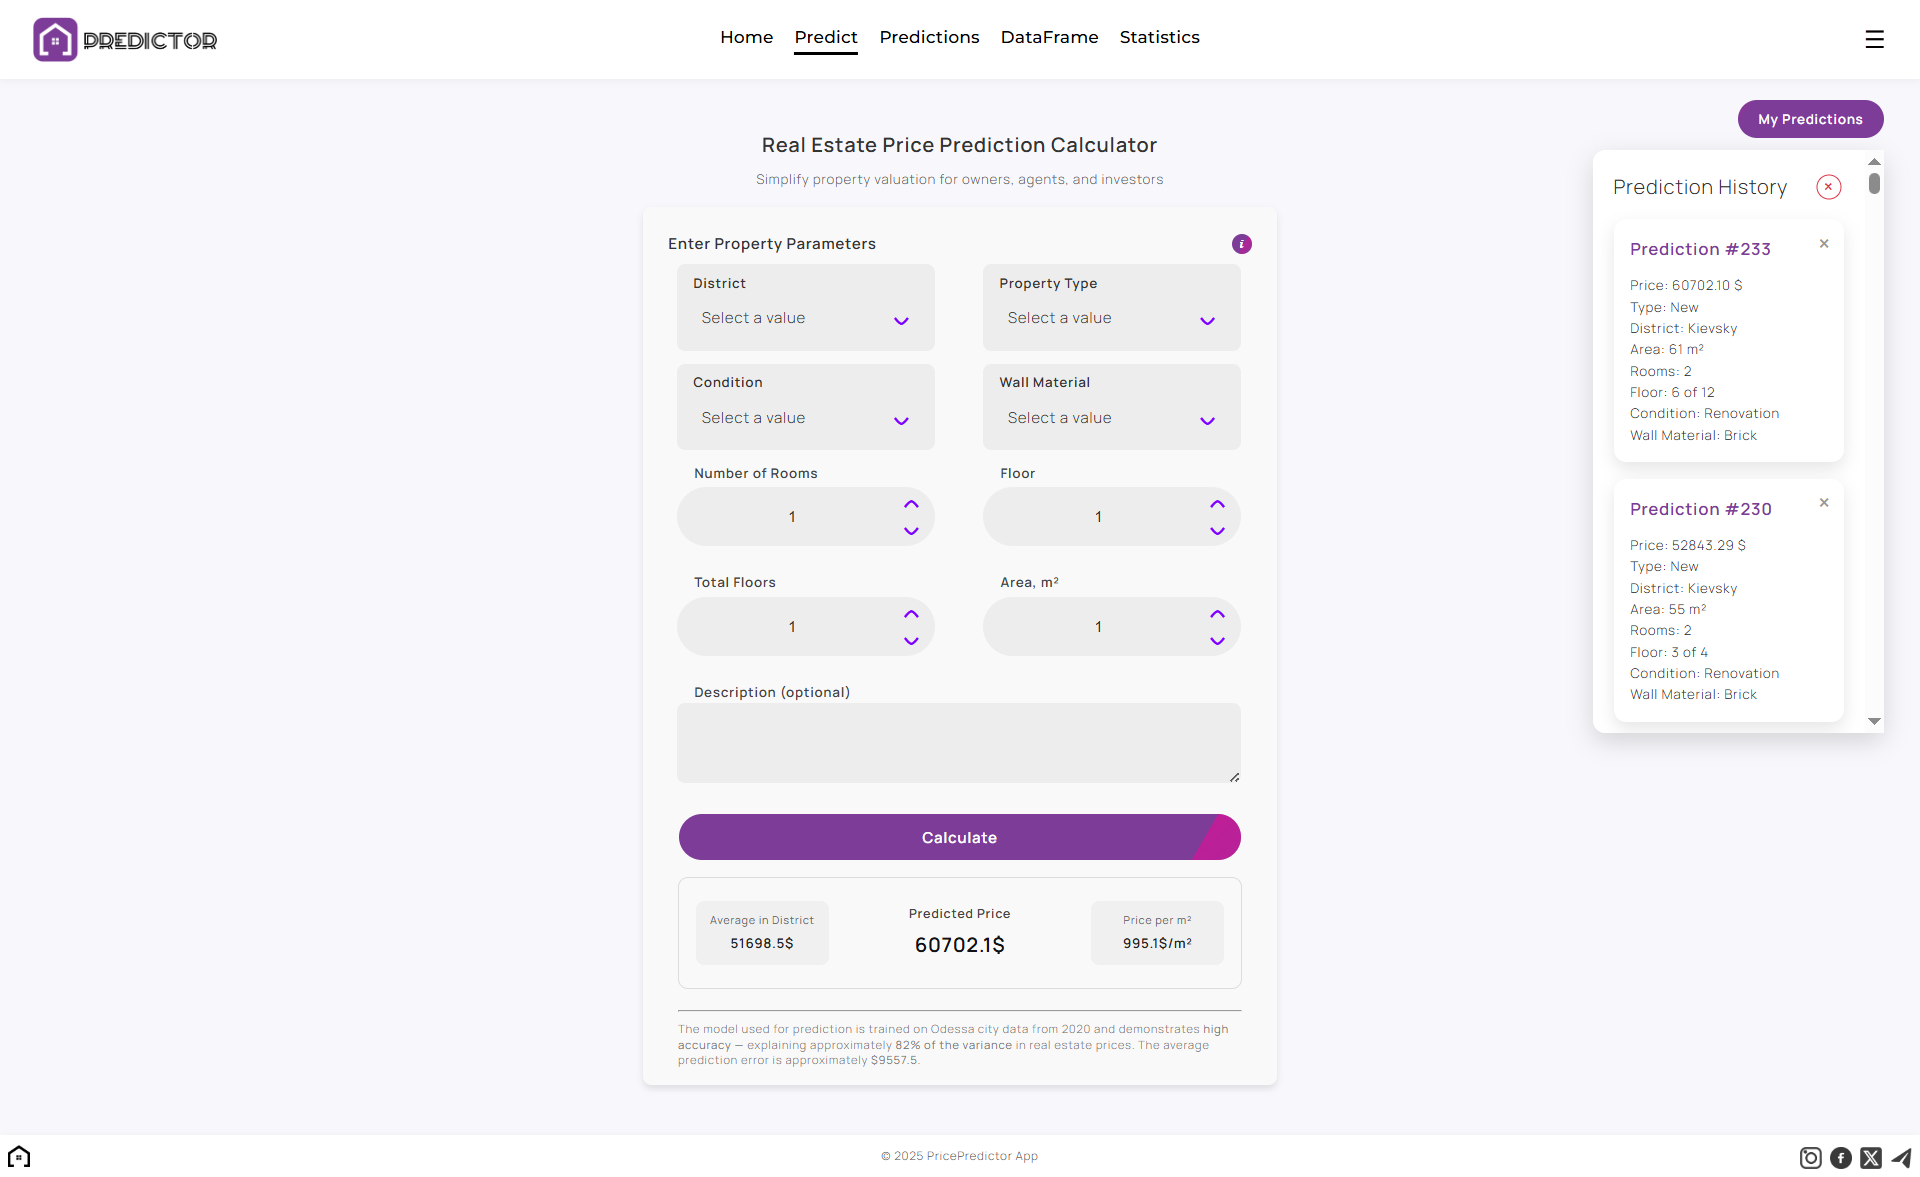 PREDICTOR
Home Predict Predictions DataFrame Statistics
My Predictions
Real Estate Price Prediction Calculator
Simplify property valuation for owners, agents, and investors
Enter Property Parameters
i
District
Select a value
Property Type
Select a value
Condition
Select a value
Wall Material
Select a value
Number of Rooms
1
Floor
1
Total Floors
1
Area, m²
1
Description (optional)
Calculate
Average in District
51698.5$
Predicted Price
60702.1$
Price per m²
995.1$/m²
The model used for prediction is trained on Odessa city data from 2020 and demonstrates high
accuracy — explaining approximately 82% of the variance in real estate prices. The average
prediction error is approximately $9557.5.
Prediction History
Prediction #233
Price: 60702.10 $
Type: New
District: Kievsky
Area: 61 m²
Rooms: 2
Floor: 6 of 12
Condition: Renovation
Wall Material: Brick
Prediction #230
Price: 52843.29 $
Type: New
District: Kievsky
Area: 55 m²
Rooms: 2
Floor: 3 of 4
Condition: Renovation
Wall Material: Brick
© 2025 PricePredictor App